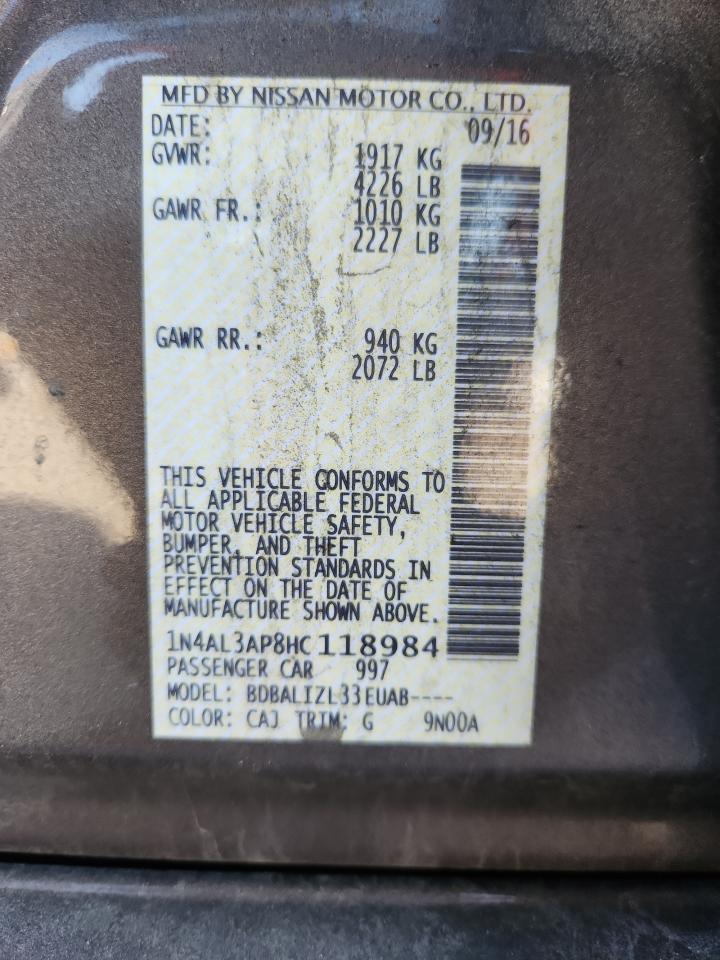 MFD BY NISSAN MOTOR CO., LTD.
DATE: 09/16
GVWR: 1917 KG
4226 LB
GAWR FR.: 1010 KG
2227 LB
GAWR RR.: 940 KG
2072 LB
THIS VEHICLE CONFORMS TO
ALL APPLICABLE FEDERAL
MOTOR VEHICLE SAFETY,
BUMPER, AND THEFT
PREVENTION STANDARDS IN
EFFECT ON THE DATE OF
MANUFACTURE SHOWN ABOVE.
1N4AL3AP8HC118984
PASSENGER CAR 997
MODEL: BDBALIZL33EUAB----
COLOR: CAJ TRIM: G 9N00A